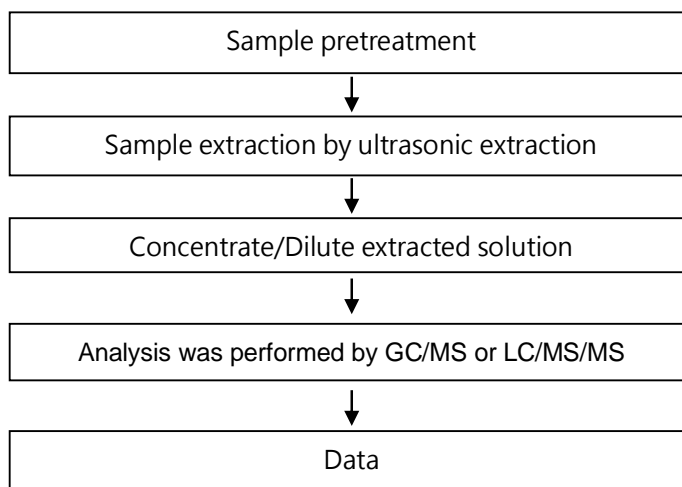 Sample pretreatment
Sample extraction by ultrasonic extraction
Concentrate/Dilute extracted solution
Analysis was performed by GC/MS or LC/MS/MS
Data